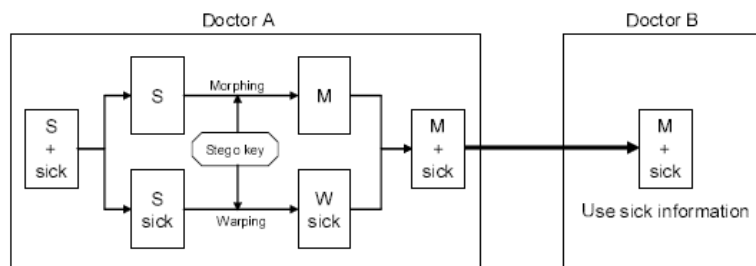 Doctor A
Doctor B
S
+
sick
S
Morphing
M
Stego key
S
sick
Warping
W
sick
M
+
sick
M
+
sick
Use sick information